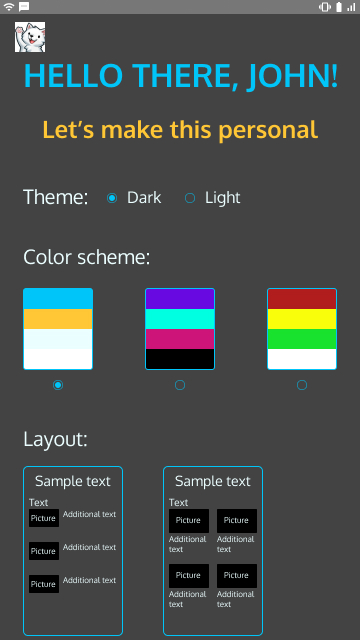 HELLO THERE, JOHN!
Let's make this personal
Theme:
Dark
Light
Color scheme:
Layout:
Sample text
Text
Picture
Additional text
Picture
Additional text
Picture
Additional text
Sample text
Text
Picture
Picture
Additional
text
Additional
text
Picture
Picture
Additional
text
Additional
text